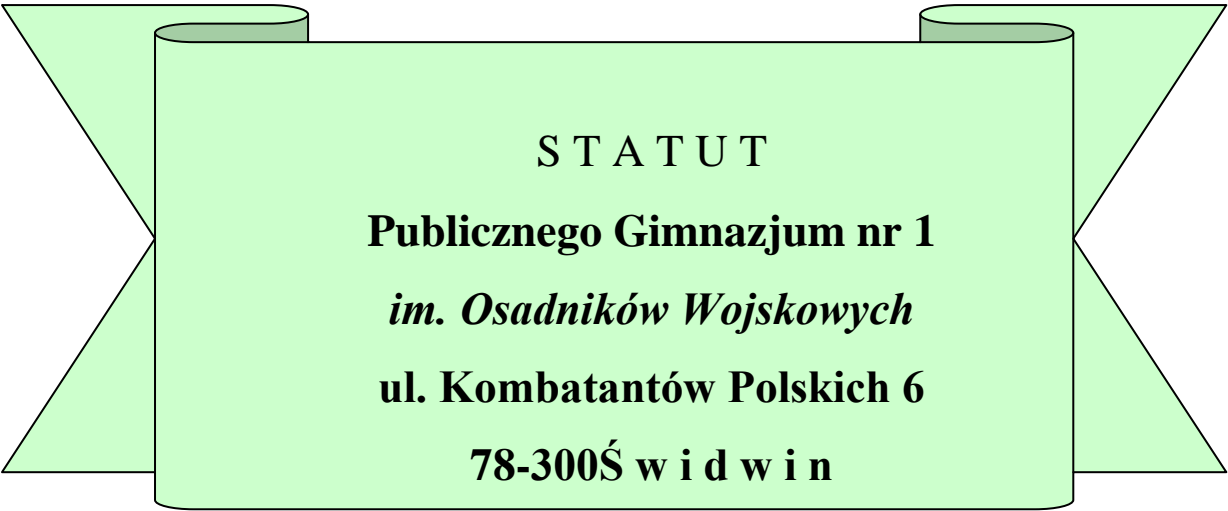 S T A T U T
Publicznego Gimnazjum nr 1
im. Osadników Wojskowych
ul. Kombatantów Polskich 6
78-300Ś w i d w i n